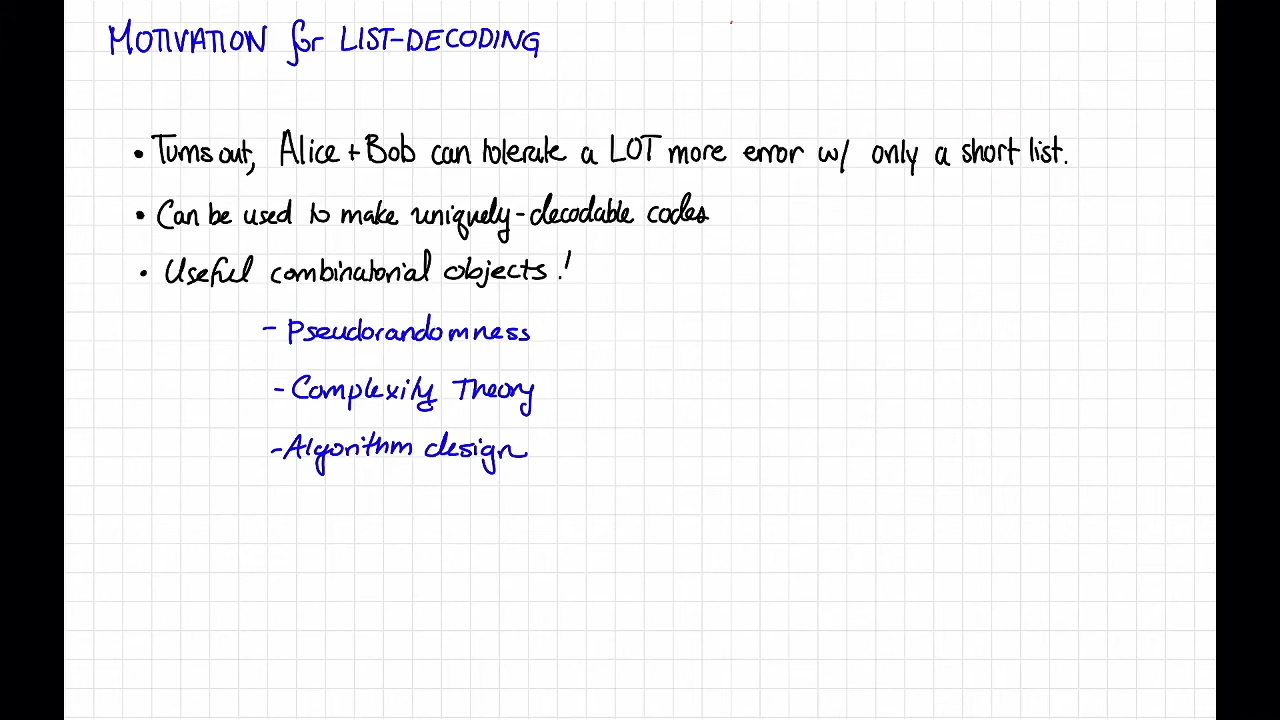 MOTIVATION for LIST-DECODING
• Turns out, Alice + Bob can tolerate a LOT more error w/ only a short list.
• Can be used to make uniquely-decodable codes
• Useful combinatorial objects!
- Pseudorandomness
- Complexity Theory
- Algorithm design